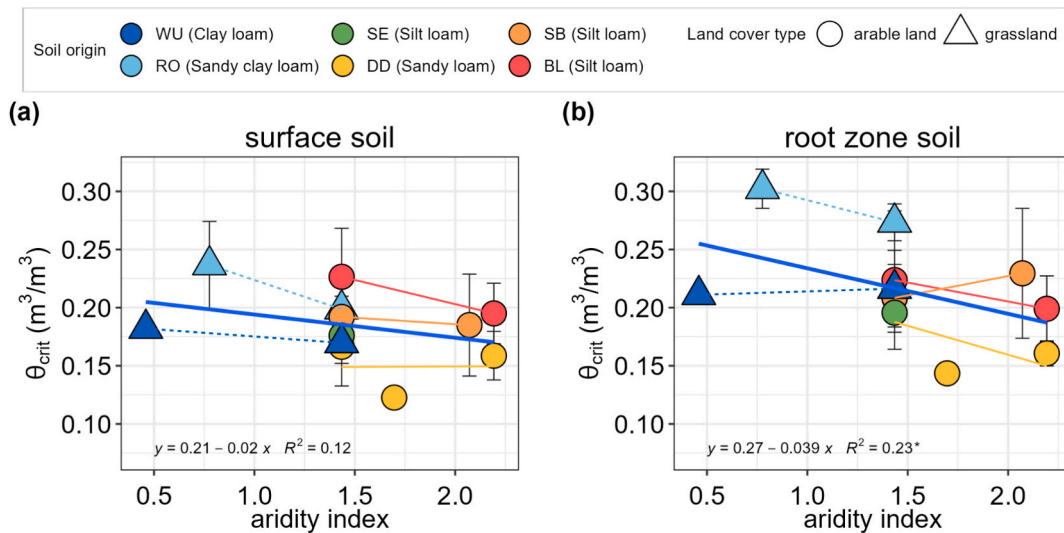 Soil origin
WU (Clay loam)
SE (Silt loam)
SB (Silt loam)
Land cover type
arable land
grassland
RO (Sandy clay loam)
DD (Sandy loam)
BL (Silt loam)
(a)
surface soil
θcrit (m³/m³)
0.30
0.25
0.20
0.15
0.10
y = 0.21 − 0.02 x R² = 0.12
0.5
1.0
1.5
2.0
aridity index
(b)
root zone soil
θcrit (m³/m³)
0.30
0.25
0.20
0.15
0.10
y = 0.27 − 0.039 x R² = 0.23*
0.5
1.0
1.5
2.0
aridity index